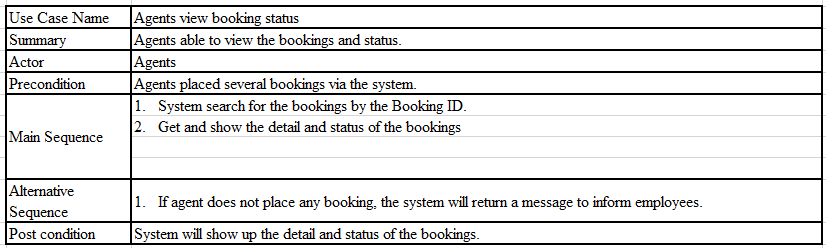 Use Case Name Agents view booking status
Summary Agents able to view the bookings and status.
Actor Agents
Precondition Agents placed several bookings via the system.
Main Sequence
1. System search for the bookings by the Booking ID.
2. Get and show the detail and status of the bookings
Alternative
Sequence
1. If agent does not place any booking, the system will return a message to inform employees.
Post condition System will show up the detail and status of the bookings.